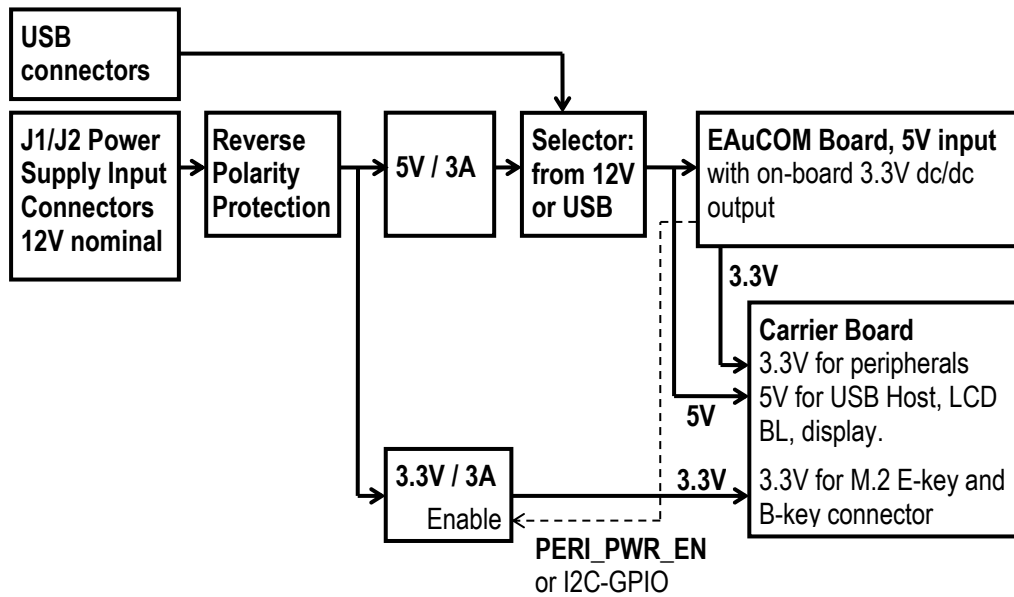 USB
connectors
J1/J2 Power
Supply Input
Connectors
12V nominal
Reverse
Polarity
Protection
5V / 3A
Selector:
from 12V
or USB
EAuCOM Board, 5V input
with on-board 3.3V dc/dc
output
3.3V
Carrier Board
3.3V for peripherals
5V for USB Host, LCD
BL, display.
3.3V for M.2 E-key and
B-key connector
5V
3.3V / 3A
Enable
3.3V
PERI_PWR_EN
or I2C-GPIO